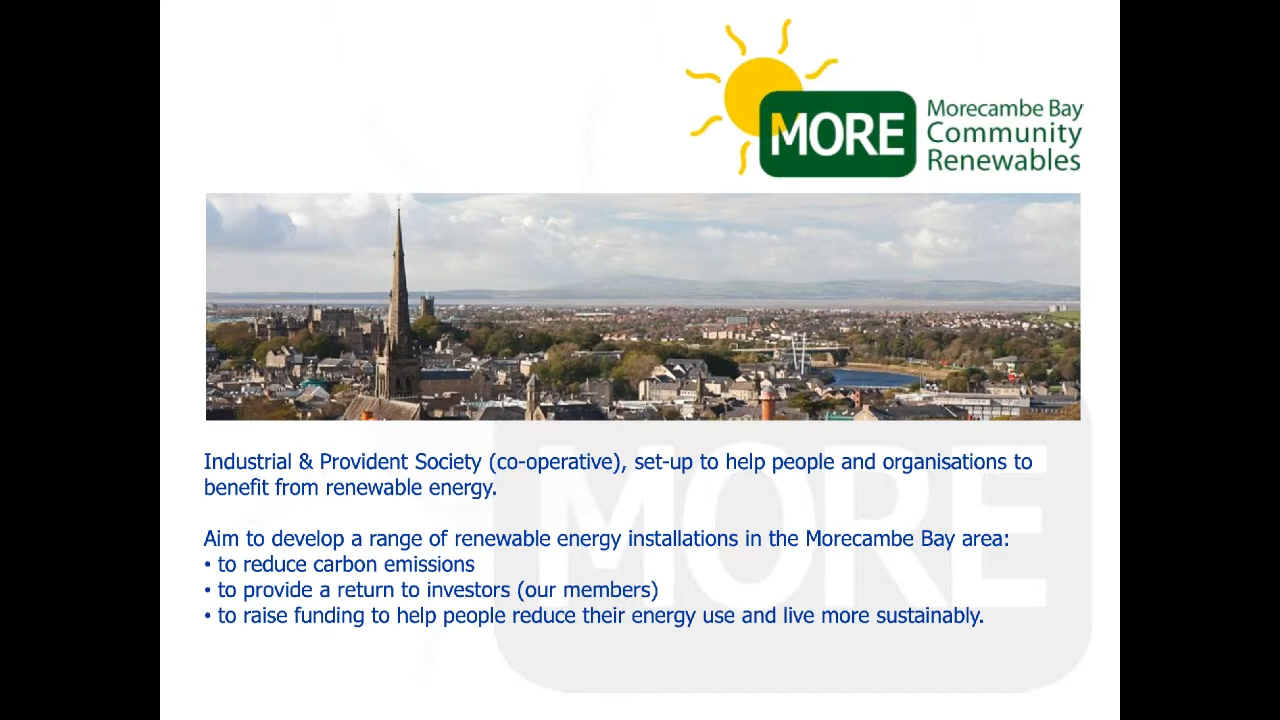 MORE
Morecambe Bay
Community
Renewables
Industrial & Provident Society (co-operative), set-up to help people and organisations to
benefit from renewable energy.
Aim to develop a range of renewable energy installations in the Morecambe Bay area:
• to reduce carbon emissions
• to provide a return to investors (our members)
• to raise funding to help people reduce their energy use and live more sustainably.
MORE